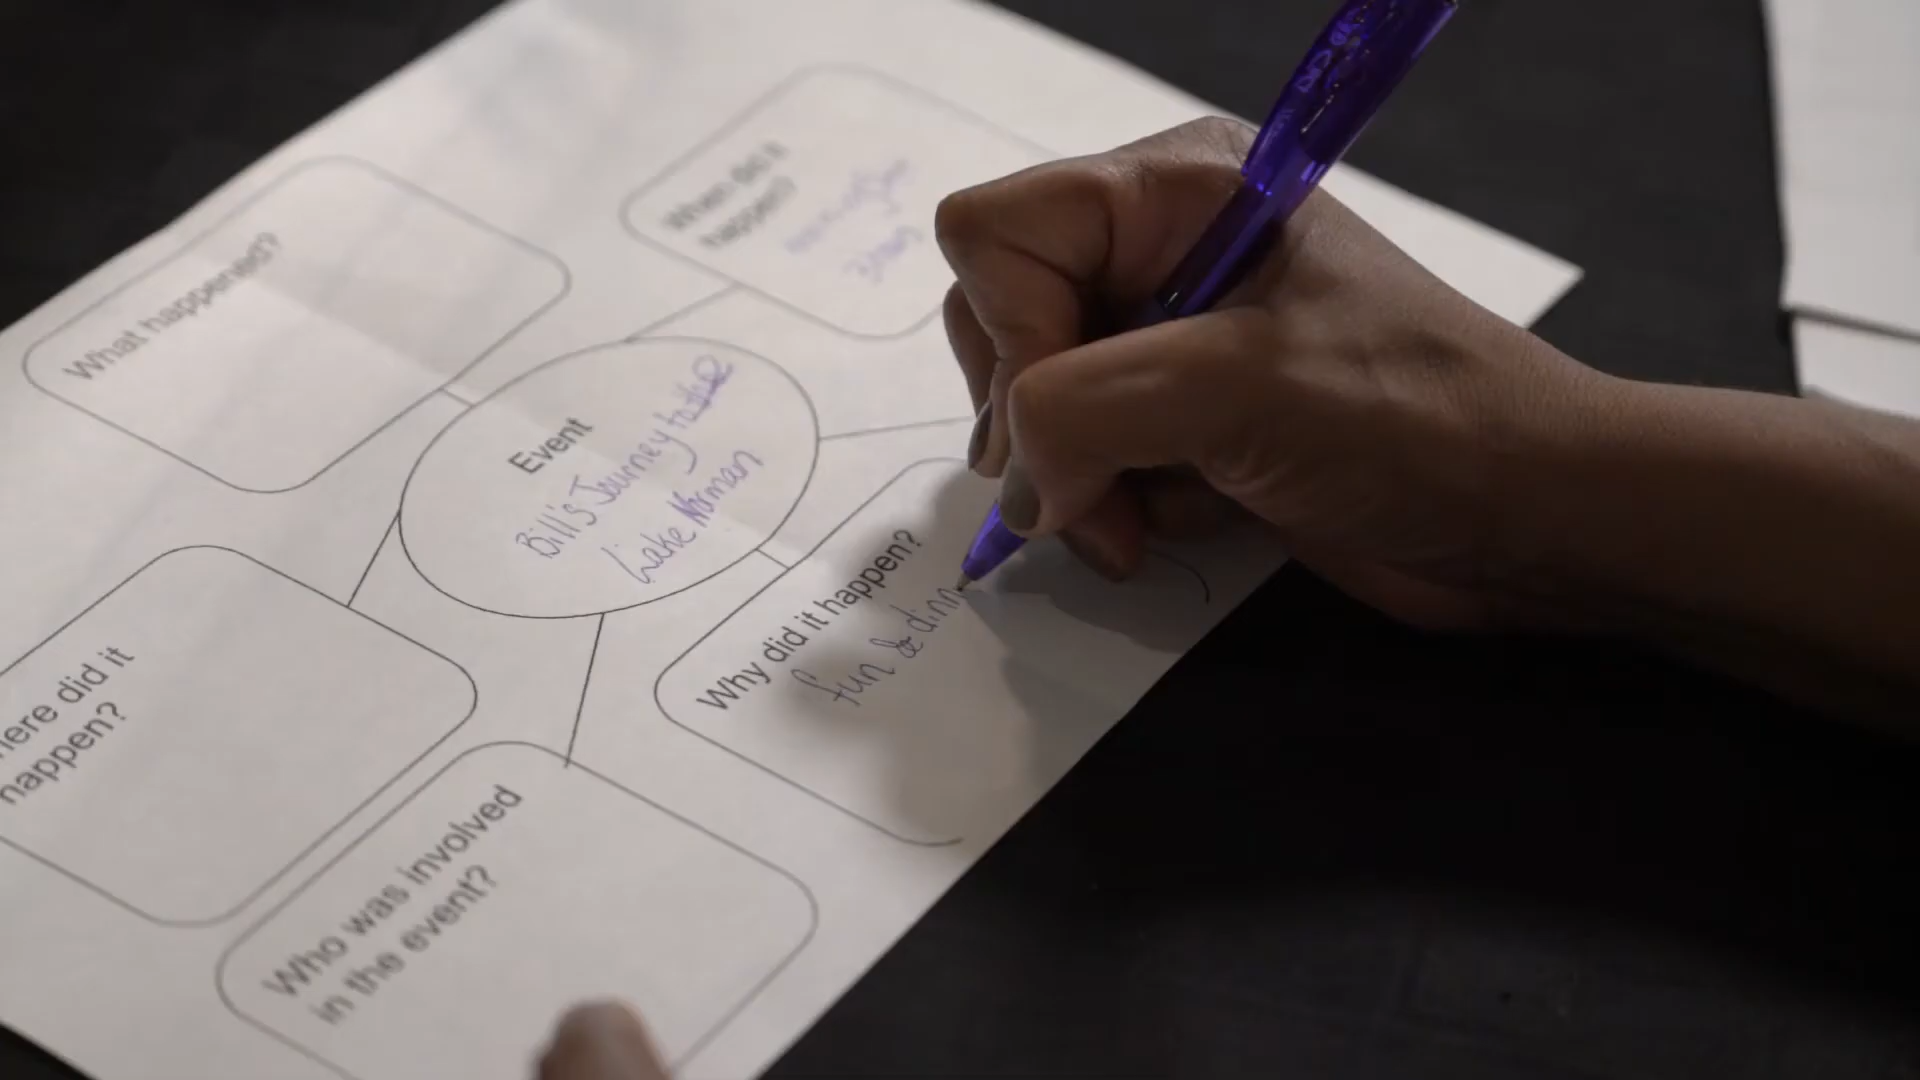 What happened?
When did it
happen?
Event
Bill's Journey to
Lake Norman
Why did it happen?
fun & dinn
here did it
happen?
Who was involved
in the event?